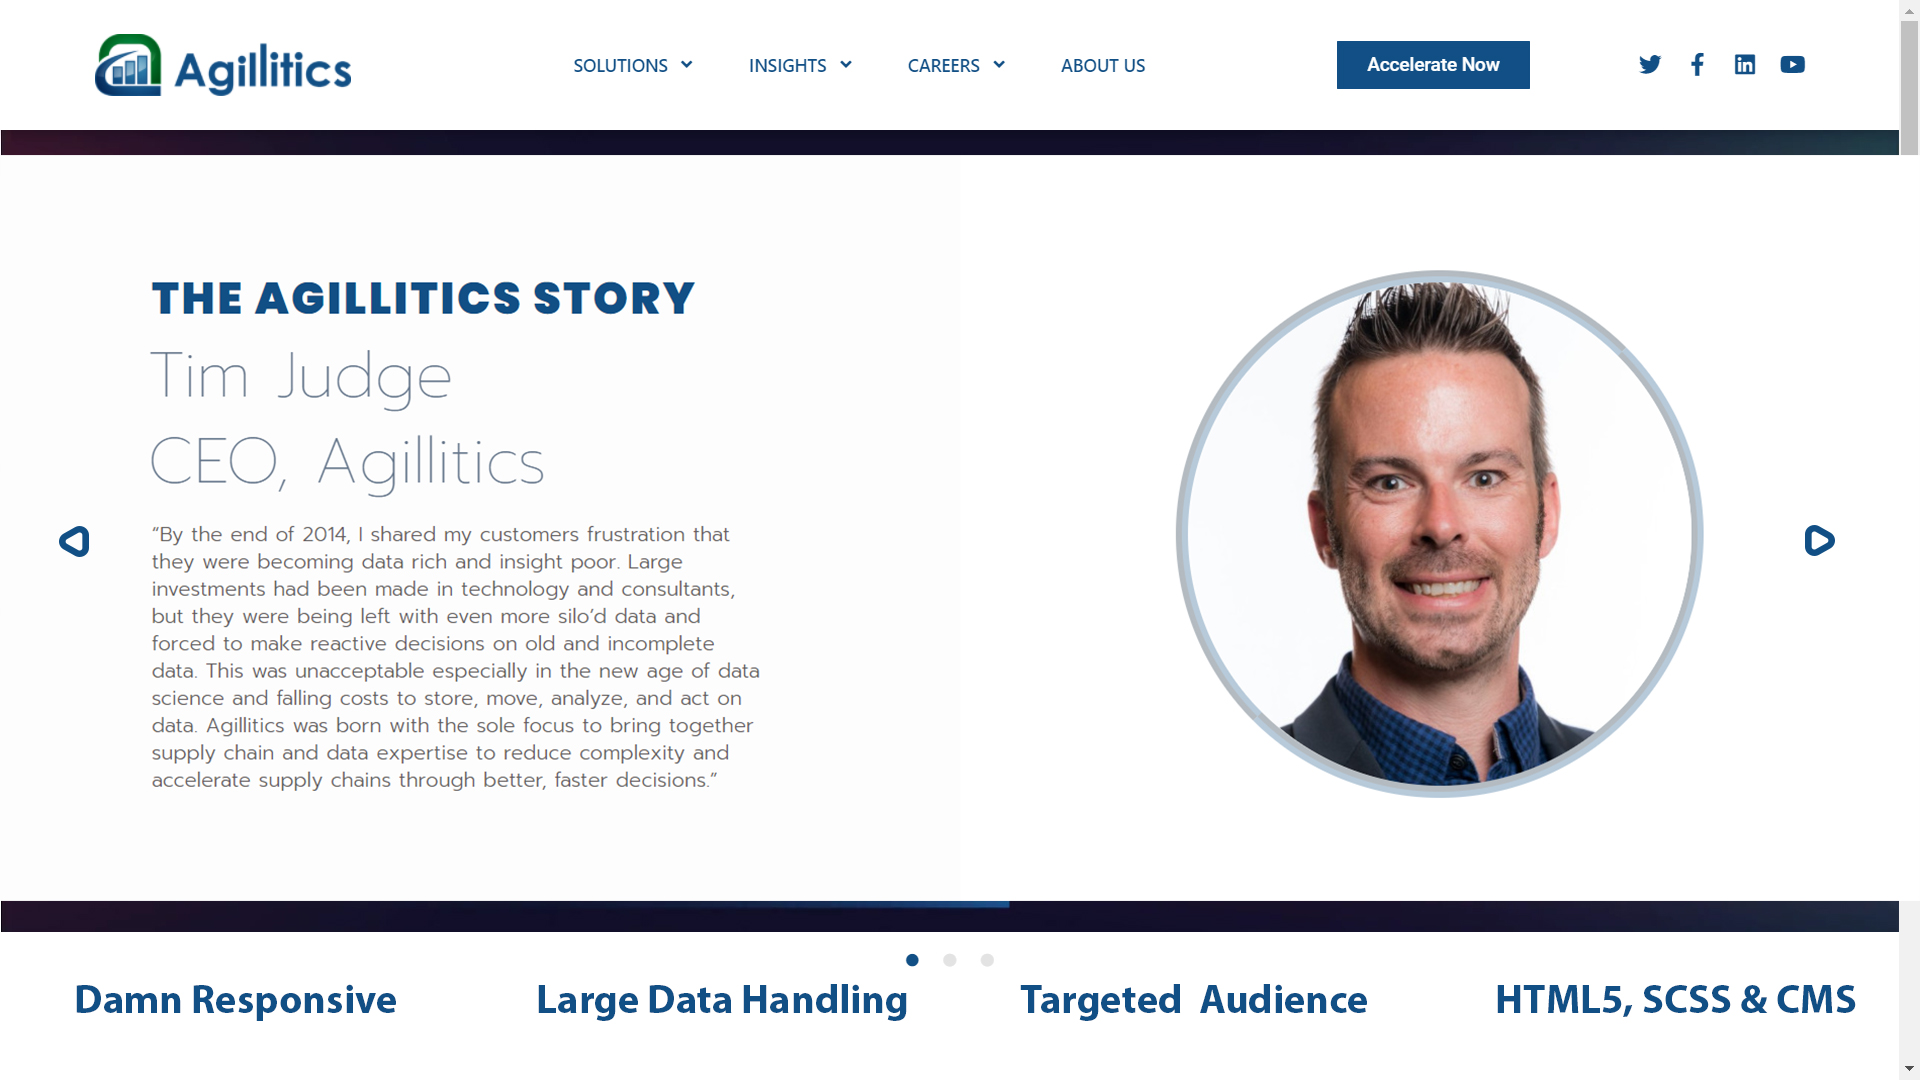 Agillitics
SOLUTIONS
INSIGHTS
CAREERS
ABOUT US
Accelerate Now
THE AGILLITICS STORY
Tim Judge
CEO, Agillitics
“By the end of 2014, I shared my customers frustration that
they were becoming data rich and insight poor. Large
investments had been made in technology and consultants,
but they were being left with even more silo’d data and
forced to make reactive decisions on old and incomplete
data. This was unacceptable especially in the new age of data
science and falling costs to store, move, analyze, and act on
data. Agillitics was born with the sole focus to bring together
supply chain and data expertise to reduce complexity and
accelerate supply chains through better, faster decisions.”
Damn Responsive
Large Data Handling
Targeted Audience
HTML5, SCSS & CMS